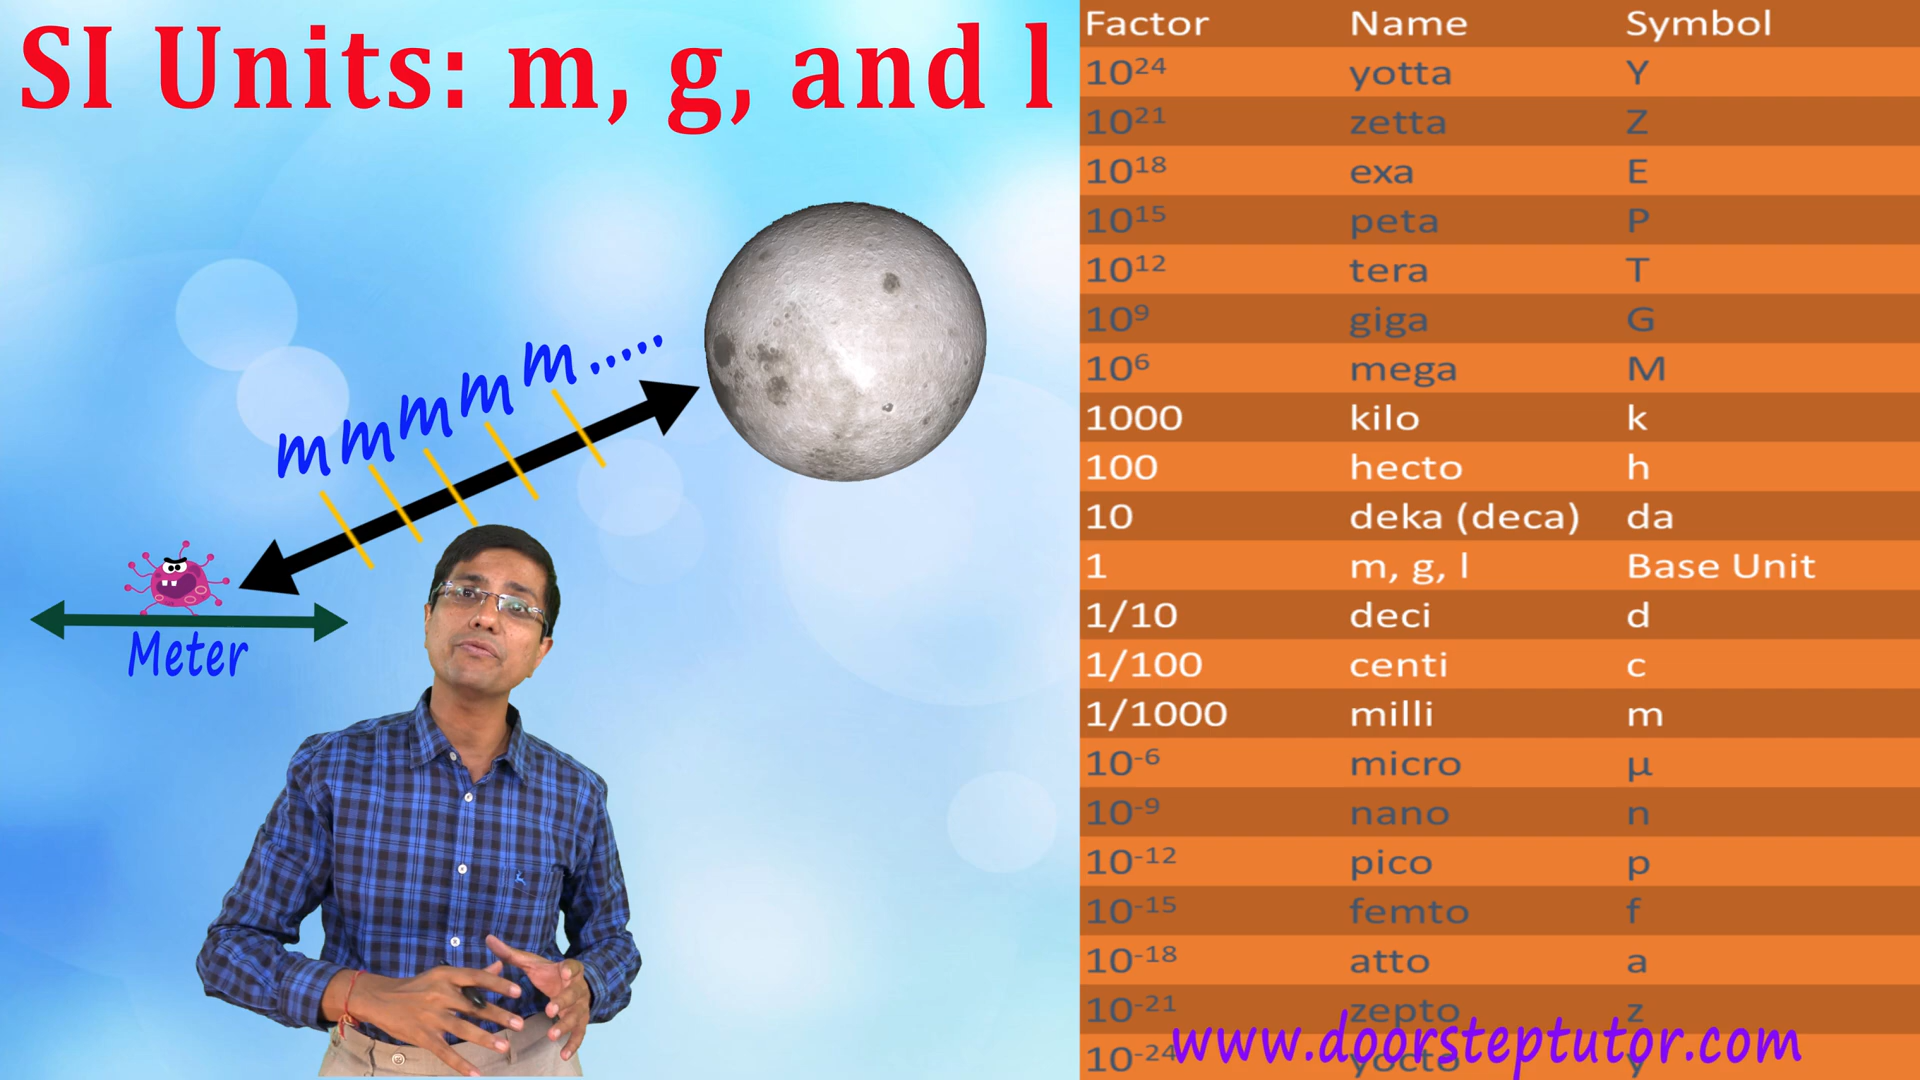 SI Units: m, g, and l
m m m m m.....
Meter
Factor Name Symbol
10²⁴ yotta Y
10²¹ zetta Z
10¹⁸ exa E
10¹⁵ peta P
10¹² tera T
10⁹ giga G
10⁶ mega M
1000 kilo k
100 hecto h
10 deka (deca) da
1 m, g, l Base Unit
1/10 deci d
1/100 centi c
1/1000 milli m
10⁻⁶ micro μ
10⁻⁹ nano n
10⁻¹² pico p
10⁻¹⁵ femto f
10⁻¹⁸ atto a
10⁻²¹ zepto z
10⁻²⁴ yocto y
www.doorsteptutor.com